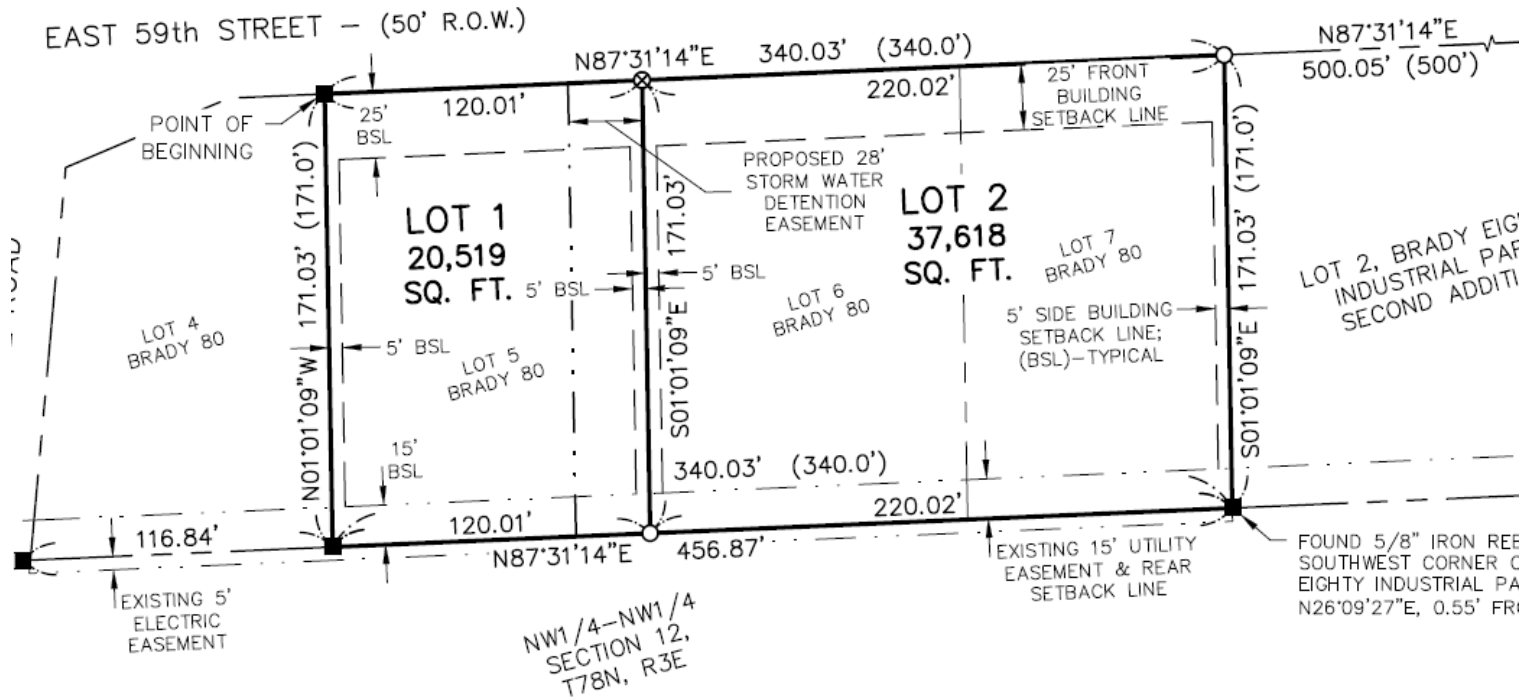 EAST 59th STREET – (50' R.O.W.)
N87°31'14"E
340.03' (340.0')
N87°31'14"E
500.05' (500')
120.01'
220.02'
25' FRONT
BUILDING
SETBACK LINE
POINT OF
BEGINNING
25'
BSL
PROPOSED 28'
STORM WATER
DETENTION
EASEMENT
N01°01'09"W 171.03' (171.0')
LOT 1
20,519
SQ. FT.
S01°01'09"E 171.03'
LOT 2
37,618
SQ. FT.
S01°01'09"E 171.03' (171.0')
ROAD
LOT 4
BRADY 80
5' BSL
LOT 5
BRADY 80
5' BSL
5' BSL
LOT 6
BRADY 80
LOT 7
BRADY 80
5' SIDE BUILDING
SETBACK LINE;
(BSL)-TYPICAL
LOT 2, BRADY
INDUSTRIAL
SECOND
15'
BSL
340.03' (340.0')
116.84'
120.01'
220.02'
N87°31'14"E
456.87'
EXISTING 5'
ELECTRIC
EASEMENT
EXISTING 15' UTILITY
EASEMENT & REAR
SETBACK LINE
FOUND 5/8" IRON
SOUTHWEST CORNER
EIGHTY INDUSTRIAL
N26°09'27"E, 0.55'
NW1/4-NW1/4
SECTION 12,
T78N, R3E